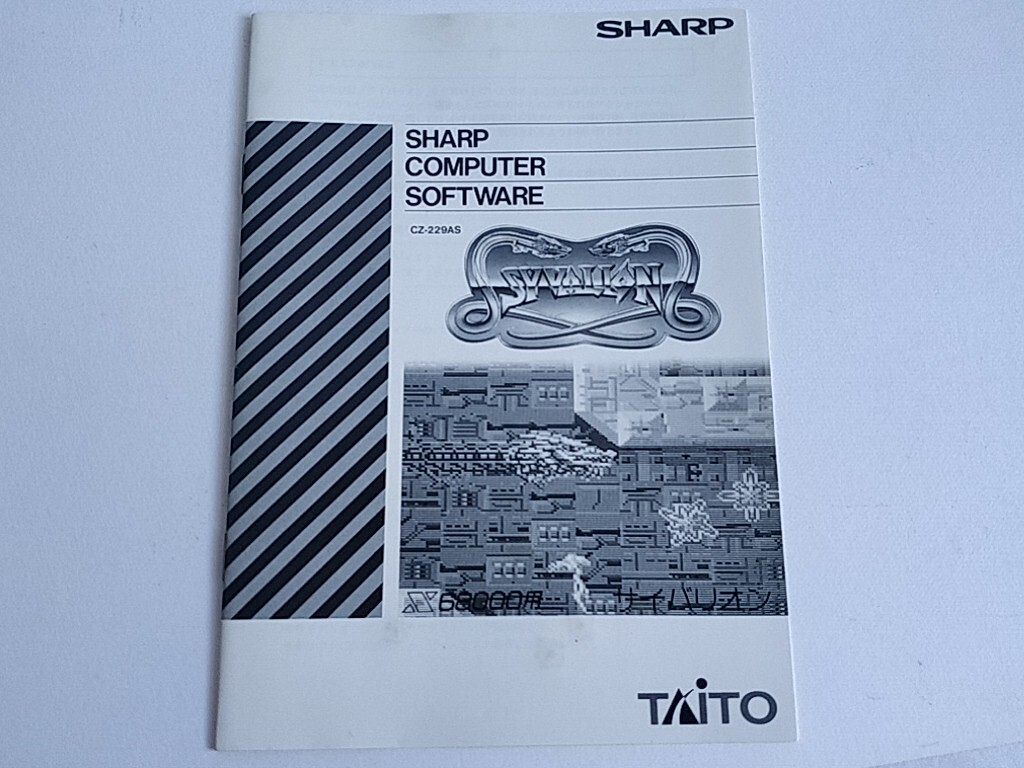 SHARP
SHARP
COMPUTER
SOFTWARE
CZ-229AS
SYVALION
X68000用
サイバリオン
TAITO